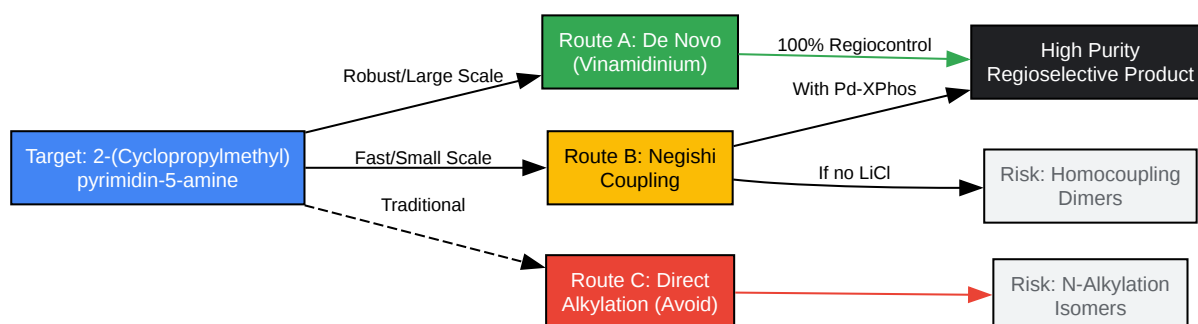 Target: 2-(Cyclopropylmethyl)
pyrimidin-5-amine
Robust/Large Scale
Fast/Small Scale
Traditional
Route A: De Novo
(Vinamidinium)
Route B: Negishi
Coupling
Route C: Direct
Alkylation (Avoid)
100% Regiocontrol
With Pd-XPhos
If no LiCl
High Purity
Regioselective Product
Risk: Homocoupling
Dimers
Risk: N-Alkylation
Isomers